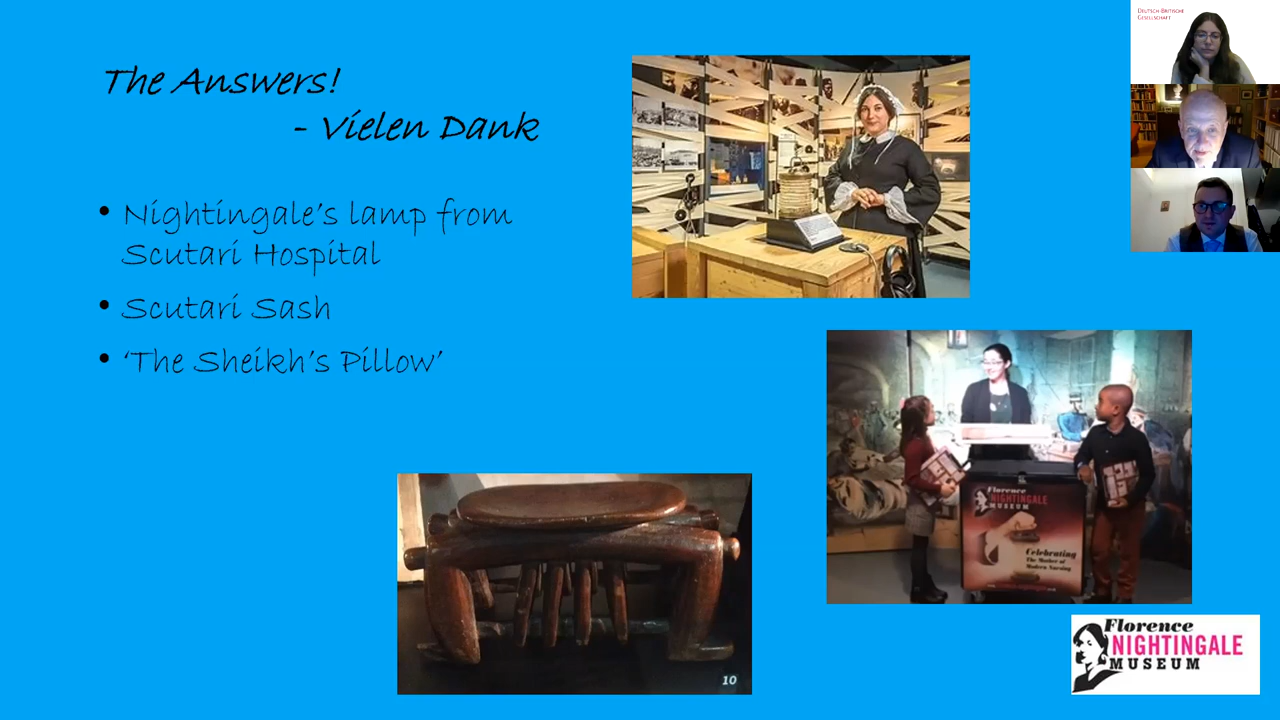 The Answers!
- Vielen Dank
• Nightingale's lamp from
Scutari Hospital
• Scutari Sash
• 'The Sheikh's Pillow'
DEUTSCH-BRITISCHE
GESELLSCHAFT
Florence
NIGHTINGALE
MUSEUM
Celebrating
The Mother of
Modern Nursing
10
Florence
NIGHTINGALE
MUSEUM